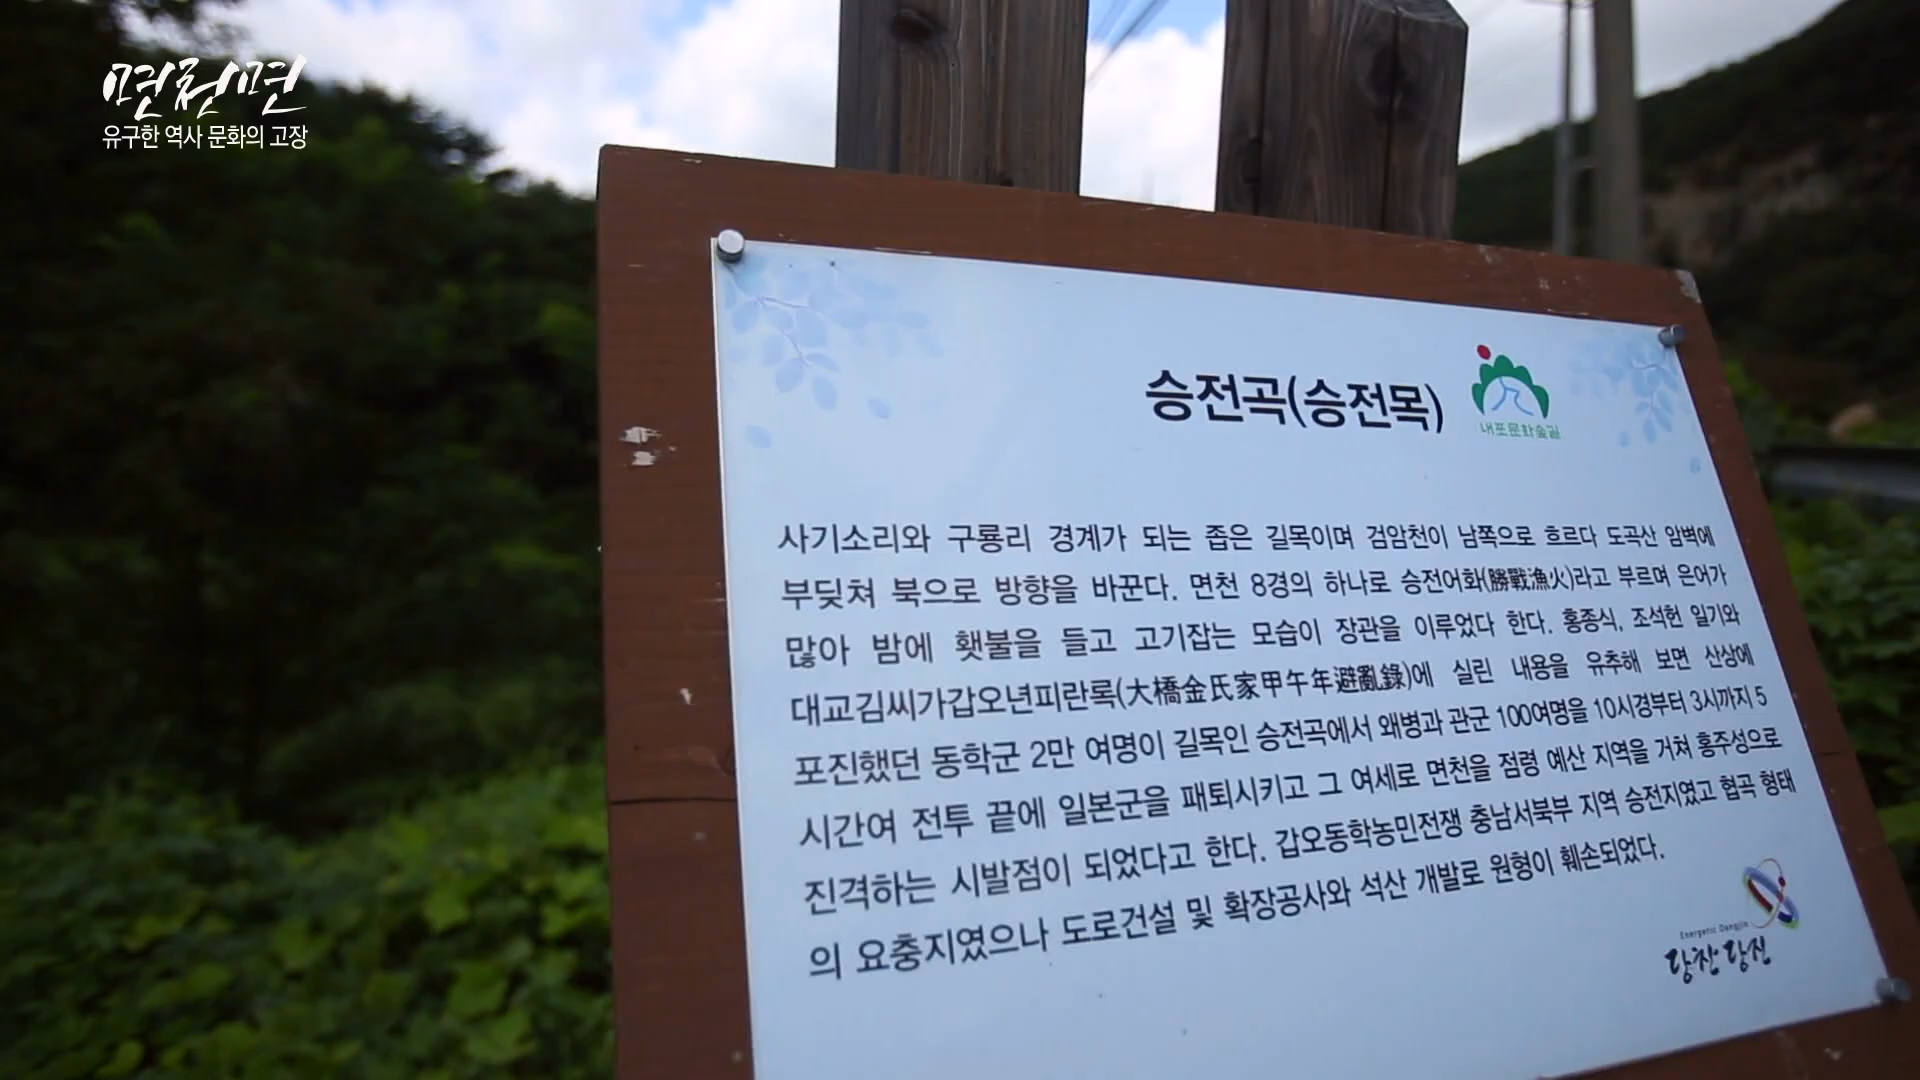 면천면
유구한 역사 문화의 고장
승전곡(승전목)
내포문화숲길
사기소리와 구룡리 경계가 되는 좁은 길목이며 검암천이 남쪽으로 흐르다 도곡산 암벽에
부딪쳐 북으로 방향을 바꾼다. 면천 8경의 하나로 승전어화(勝戰漁火)라고 부르며 은어가
많아 밤에 횃불을 들고 고기잡는 모습이 장관을 이루었다 한다. 홍종식, 조석헌 일기와
대교김씨가갑오년피란록(大橋金氏家甲午年避亂錄)에 실린 내용을 유추해 보면 산상에
포진했던 동학군 2만 여명이 길목인 승전곡에서 왜병과 관군 100여명을 10시경부터 3시까지 5
시간여 전투 끝에 일본군을 패퇴시키고 그 여세로 면천을 점령 예산 지역을 거쳐 홍주성으로
진격하는 시발점이 되었다고 한다. 갑오동학농민전쟁 충남서북부 지역 승전지였고 협곡 형태
의 요충지였으나 도로건설 및 확장공사와 석산 개발로 원형이 훼손되었다.
Energenic Dangjin
당찬당진